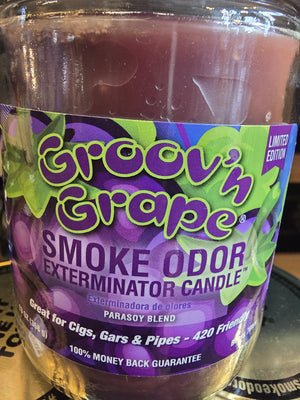 Groov'n
Grape®
LIMITED
EDITION
SMOKE ODOR
EXTERMINATOR CANDLE™
exterminadora de olores
PARASOY BLEND
Great for Cigs, Gars & Pipes - 420 Friendly
100% MONEY BACK GUARANTEE
smokeodor